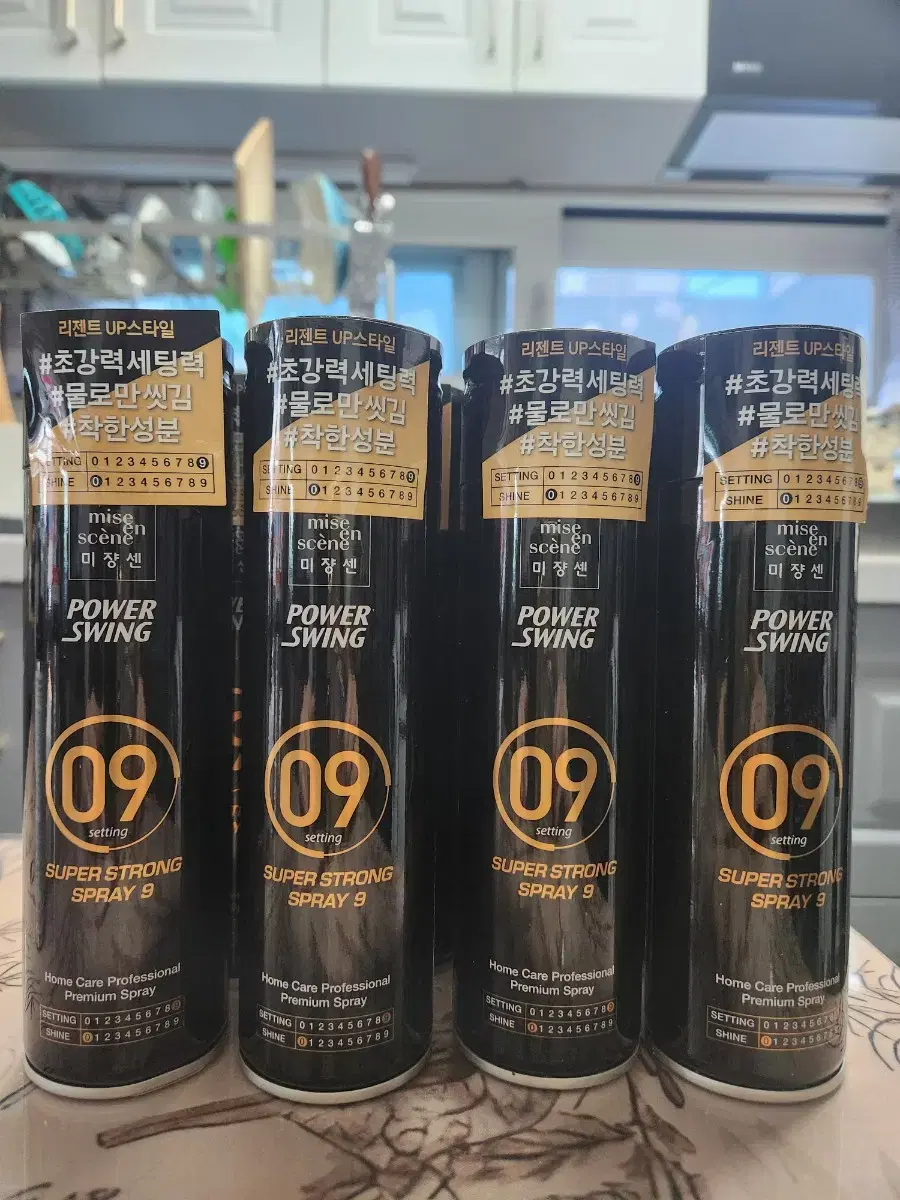 리젠트 UP스타일
#초강력세팅력
#물로만씻김
#착한성분
SETTING 0 1 2 3 4 5 6 7 8 9
SHINE 0 1 2 3 4 5 6 7 8 9
mise
en
scène
미쟝센
POWER
SWING
09
setting
SUPER STRONG
SPRAY 9
Home Care Professional
Premium Spray
SETTING 0 1 2 3 4 5 6 7 8 9
SHINE 0 1 2 3 4 5 6 7 8 9
리젠트 UP스타일
#초강력세팅력
#물로만씻김
#착한성분
SETTING 0 1 2 3 4 5 6 7 8 9
SHINE 0 1 2 3 4 5 6 7 8 9
mise
en
scène
미쟝센
POWER
SWING
09
setting
SUPER STRONG
SPRAY 9
Home Care Professional
Premium Spray
SETTING 0 1 2 3 4 5 6 7 8 9
SHINE 0 1 2 3 4 5 6 7 8 9
리젠트 UP스타일
#초강력세팅력
#물로만씻김
#착한성분
SETTING 0 1 2 3 4 5 6 7 8 9
SHINE 0 1 2 3 4 5 6 7 8 9
mise
en
scène
미쟝센
POWER
SWING
09
setting
SUPER STRONG
SPRAY 9
Home Care Professional
Premium Spray
SETTING 0 1 2 3 4 5 6 7 8 9
SHINE 0 1 2 3 4 5 6 7 8 9
리젠트 UP스타일
#초강력세팅력
#물로만씻김
#착한성분
SETTING 0 1 2 3 4 5 6 7 8 9
SHINE 0 1 2 3 4 5 6 7 8 9
mise
en
scène
미쟝센
POWER
SWING
09
setting
SUPER STRONG
SPRAY 9
Home Care Professional
Premium Spray
SETTING 0 1 2 3 4 5 6 7 8
SHINE 0 1 2 3 4 5 6 7 8 9